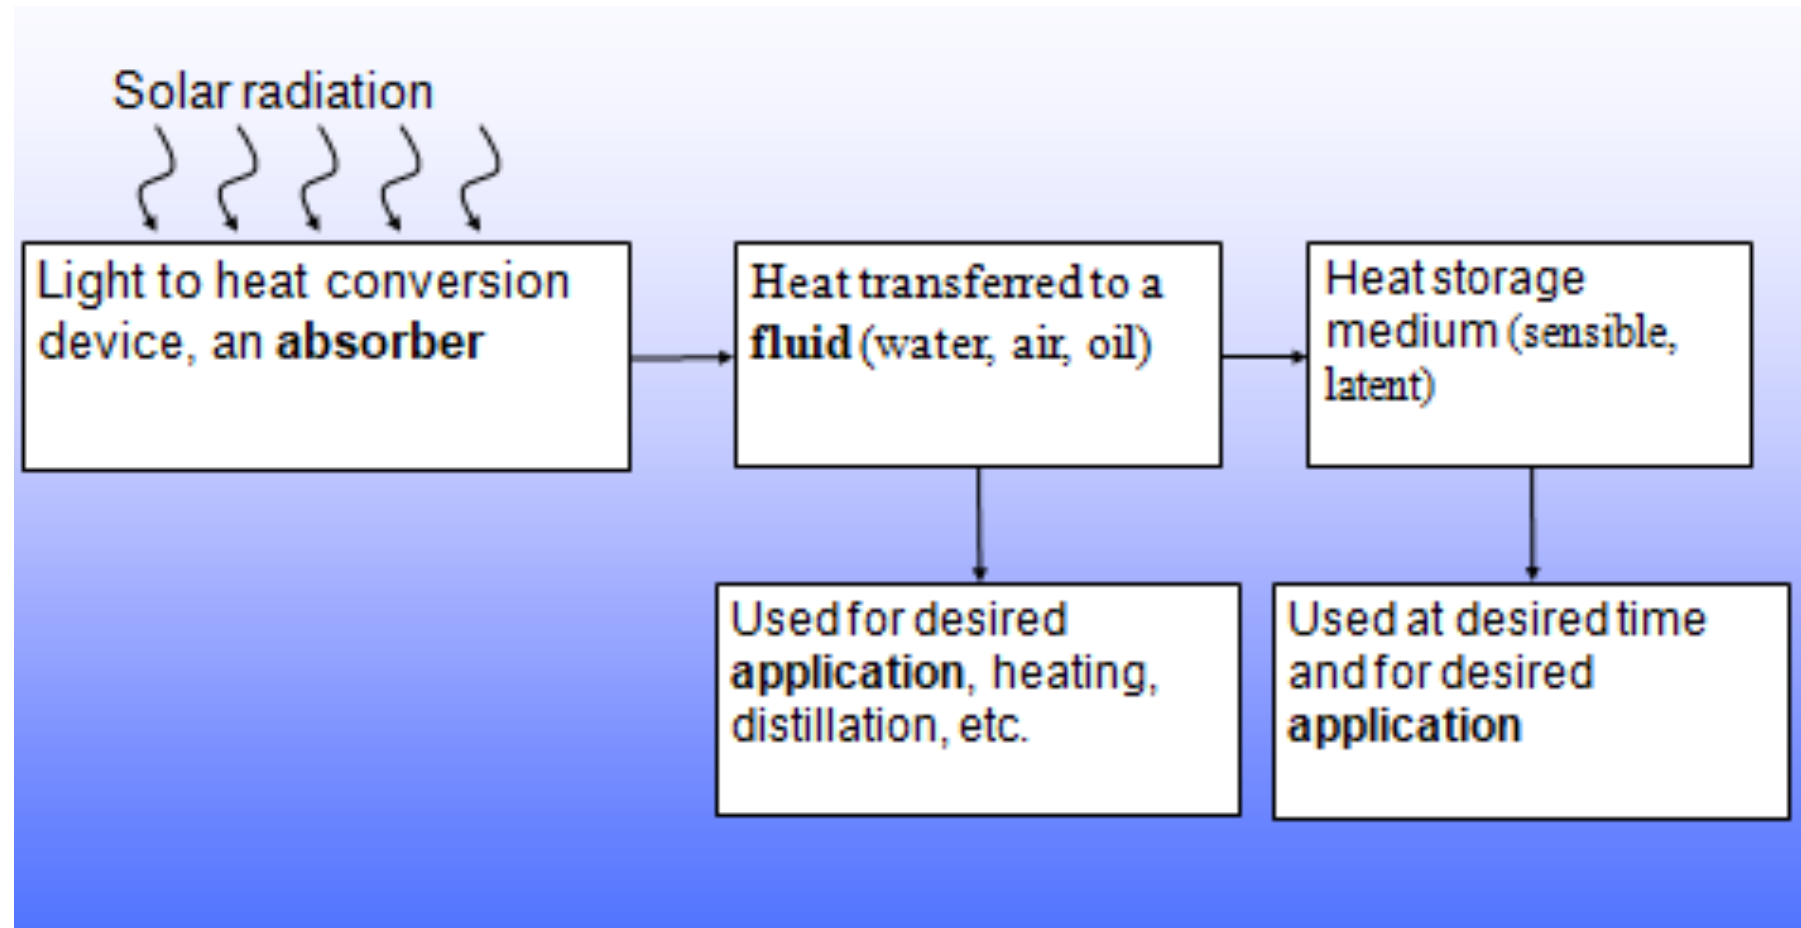 Solar radiation
Light to heat conversion
device, an absorber
Heat transferred to a
fluid (water, air, oil)
Heat storage
medium (sensible,
latent)
Used for desired
application, heating,
distillation, etc.
Used at desired time
and for desired
application